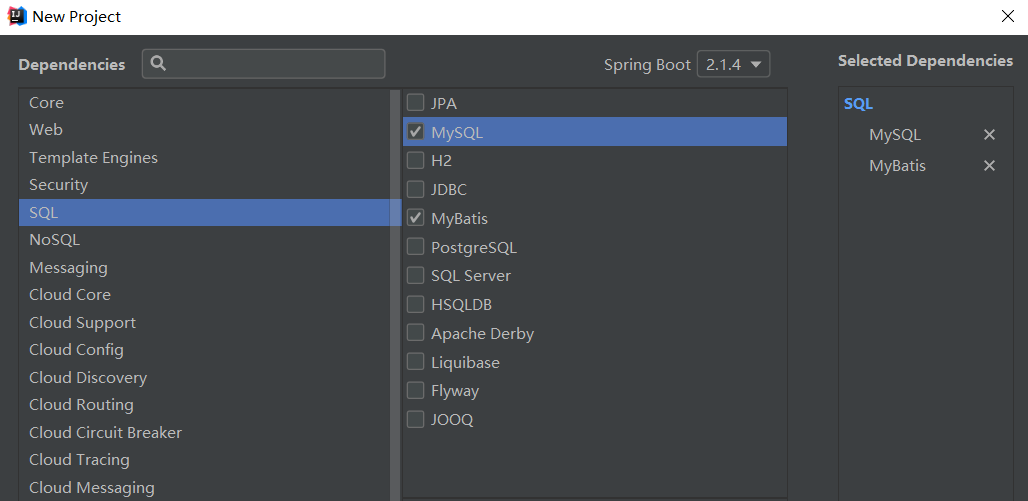 New Project
Dependencies
Spring Boot 2.1.4
Selected Dependencies
Core
Web
Template Engines
Security
SQL
NoSQL
Messaging
Cloud Core
Cloud Support
Cloud Config
Cloud Discovery
Cloud Routing
Cloud Circuit Breaker
Cloud Tracing
Cloud Messaging
JPA
MySQL
H2
JDBC
MyBatis
PostgreSQL
SQL Server
HSQLDB
Apache Derby
Liquibase
Flyway
JOOQ
SQL
MySQL
MyBatis